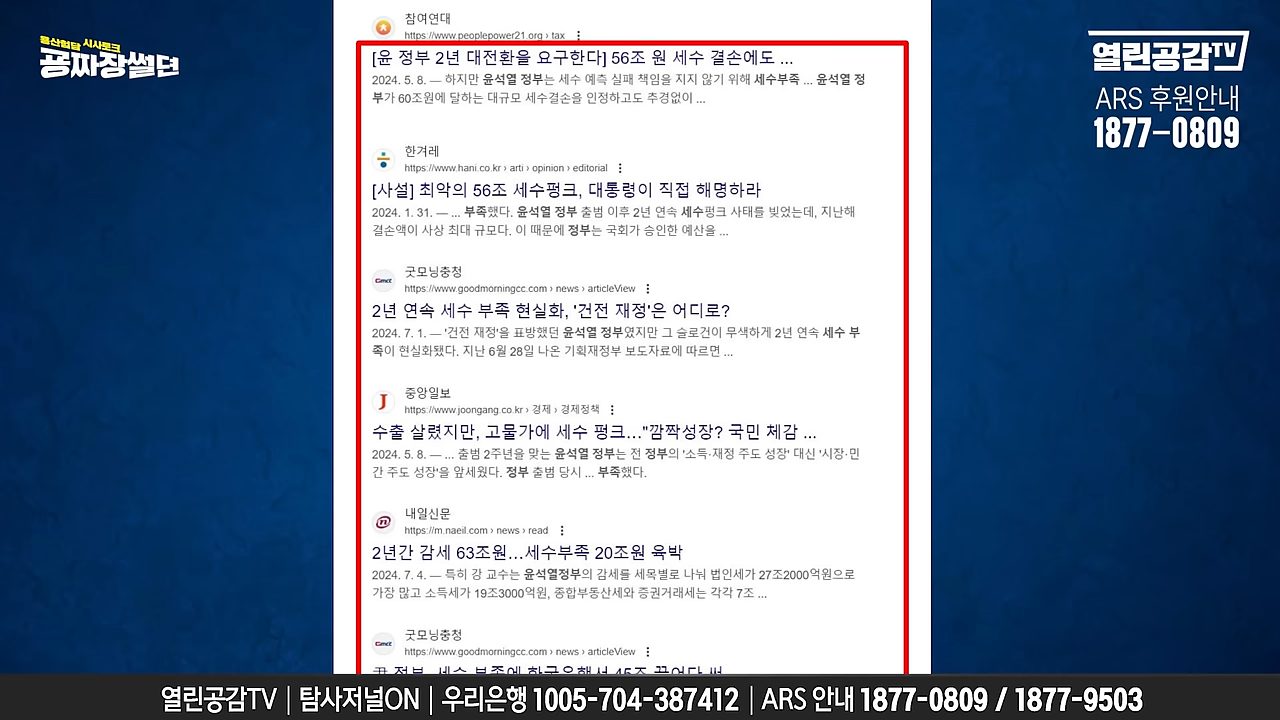 용산협담 시사토크
꽁짜장썰뎐
열린공감TV
ARS 후원안내
1877-0809
참여연대
https://www.peoplepower21.org › tax
[윤 정부 2년 대전환을 요구한다] 56조 원 세수 결손에도 ...
2024. 5. 8. — 하지만 윤석열 정부는 세수 예측 실패 책임을 지지 않기 위해 세수부족 ... 윤석열 정
부가 60조원에 달하는 대규모 세수결손을 인정하고도 추경없이 ...
한겨레
https://www.hani.co.kr › arti › opinion › editorial
[사설] 최악의 56조 세수펑크, 대통령이 직접 해명하라
2024. 1. 31. — ... 부족했다. 윤석열 정부 출범 이후 2년 연속 세수펑크 사태를 빚었는데, 지난해
결손액이 사상 최대 규모다. 이 때문에 정부는 국회가 승인한 예산을 ...
굿모닝충청
https://www.goodmorningcc.com › news › articleView
2년 연속 세수 부족 현실화, '건전 재정'은 어디로?
2024. 7. 1. — '건전 재정'을 표방했던 윤석열 정부였지만 그 슬로건이 무색하게 2년 연속 세수 부
족이 현실화됐다. 지난 6월 28일 나온 기획재정부 보도자료에 따르면 ...
중앙일보
https://www.joongang.co.kr › 경제 › 경제정책
수출 살렸지만, 고물가에 세수 펑크…"깜짝성장? 국민 체감 ...
2024. 5. 8. — ... 출범 2주년을 맞는 윤석열 정부는 전 정부의 '소득·재정 주도 성장' 대신 '시장·민
간 주도 성장'을 앞세웠다. 정부 출범 당시 ... 부족했다.
내일신문
https://m.naeil.com › news › read
2년간 감세 63조원…세수부족 20조원 육박
2024. 7. 4. — 특히 강 교수는 윤석열정부의 감세를 세목별로 나눠 법인세가 27조2000억원으로
가장 많고 소득세가 19조3000억원, 종합부동산세와 증권거래세는 각각 7조 ...
굿모닝충청
https://www.goodmorningcc.com › news › articleView
尹 정부, 세수 부족에 한국은행서 45조 끌어다 써
열린공감TV | 탐사저널ON | 우리은행 1005-704-387412 | ARS 안내 1877-0809 / 1877-9503